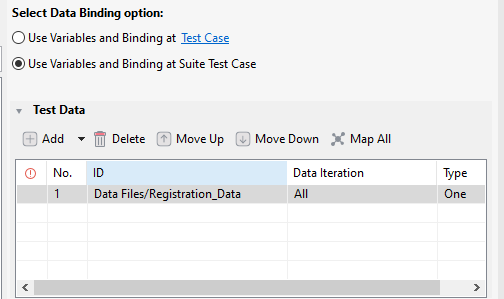 Select Data Binding option:
Use Variables and Binding at Test Case
Use Variables and Binding at Suite Test Case
Test Data
Add Delete Move Up Move Down Map All
No. ID Data Iteration Type
1 Data Files/Registration_Data All One